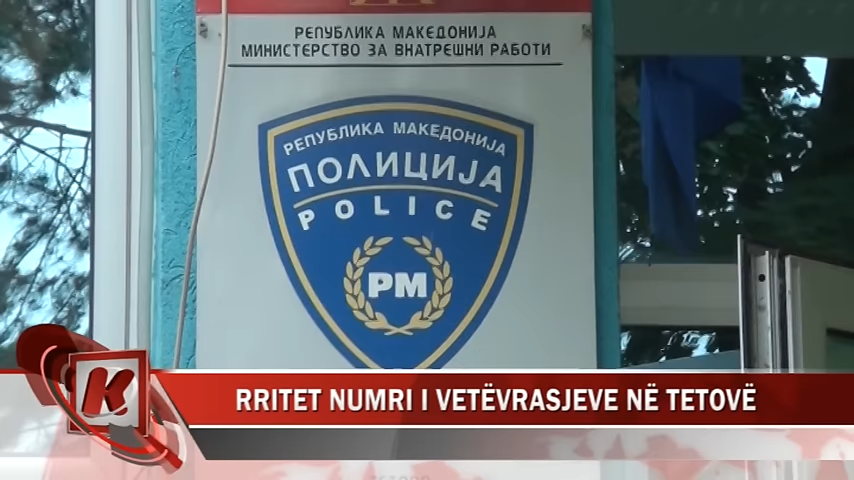 РЕПУБЛИКА МАКЕДОНИЈА
МИНИСТЕРСТВО ЗА ВНАТРЕШНИ РАБОТИ
РЕПУБЛИКА МАКЕДОНИЈА
ПОЛИЦИЈА
POLICE
РМ
K
RRITET NUMRI I VETËVRASJEVE NË TETOVË